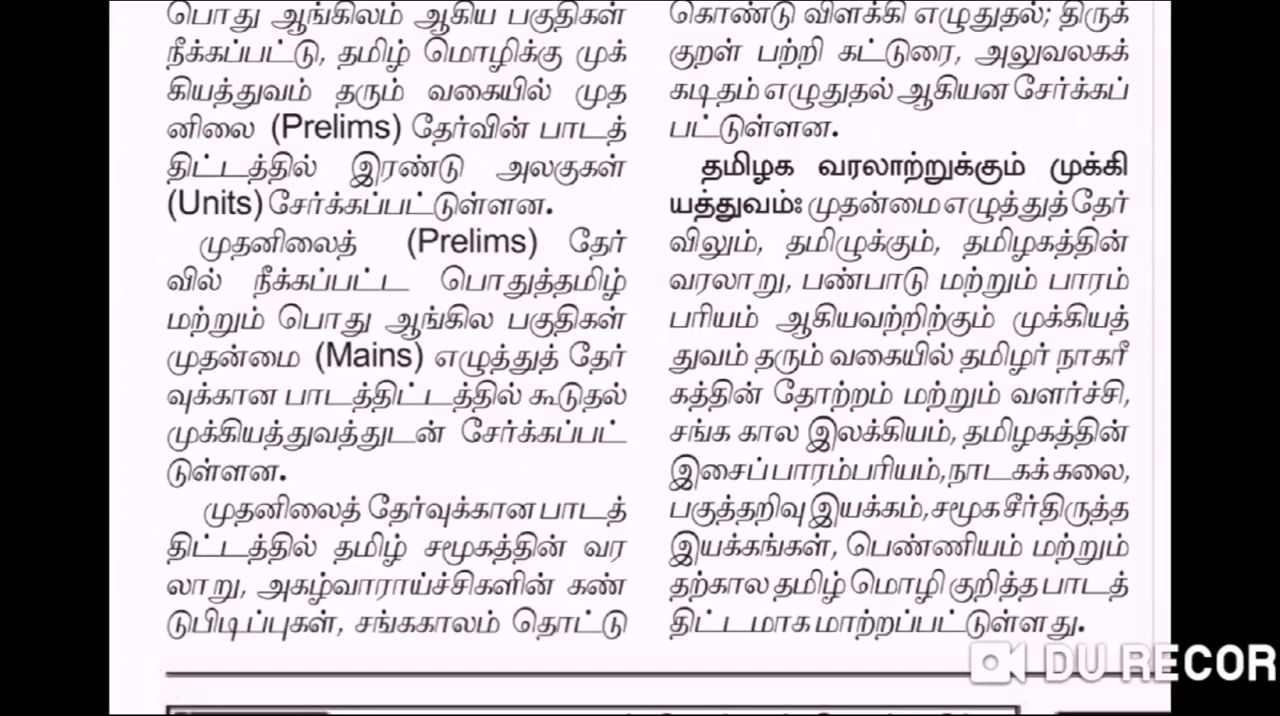 பொது ஆங்கிலம் ஆகிய பகுதிகள்
நீக்கப்பட்டு, தமிழ் மொழிக்கு முக்
கியத்துவம் தரும் வகையில் முத
னிலை (Prelims) தேர்வின் பாடத்
திட்டத்தில் இரண்டு அலகுகள்
(Units) சேர்க்கப்பட்டுள்ளன.
முதனிலைத் (Prelims) தேர்
வில் நீக்கப்பட்ட பொதுத்தமிழ்
மற்றும் பொது ஆங்கில பகுதிகள்
முதன்மை (Mains) எழுத்துத் தேர்
வுக்கான பாடத்திட்டத்தில் கூடுதல்
முக்கியத்துவத்துடன் சேர்க்கப்பட்
டுள்ளன.
முதனிலைத் தேர்வுக்கான பாடத்
திட்டத்தில் தமிழ் சமூகத்தின் வர
லாறு, அகழ்வாராய்ச்சிகளின் கண்
டுபிடிப்புகள், சங்ககாலம் தொட்டு
கொண்டு விளக்கி எழுதுதல்; திருக்
குறள் பற்றி கட்டுரை, அலுவலகக்
கடிதம் எழுதுதல் ஆகியன சேர்க்கப்
பட்டுள்ளன.
தமிழக வரலாற்றுக்கும் முக்கி
யத்துவம்: முதன்மை எழுத்துத் தேர்
விலும், தமிழுக்கும், தமிழகத்தின்
வரலாறு, பண்பாடு மற்றும் பாரம்
பரியம் ஆகியவற்றிற்கும் முக்கியத்
துவம் தரும் வகையில் தமிழர் நாகரீ
கத்தின் தோற்றம் மற்றும் வளர்ச்சி,
சங்க கால இலக்கியம், தமிழகத்தின்
இசைப் பாரம்பரியம், நாடகக் கலை,
பகுத்தறிவு இயக்கம், சமூக சீர்திருத்த
இயக்கங்கள், பெண்ணியம் மற்றும்
தற்கால தமிழ் மொழி குறித்த பாடத்
திட்டமாக மாற்றப்பட்டுள்ளது.
DU RECOR